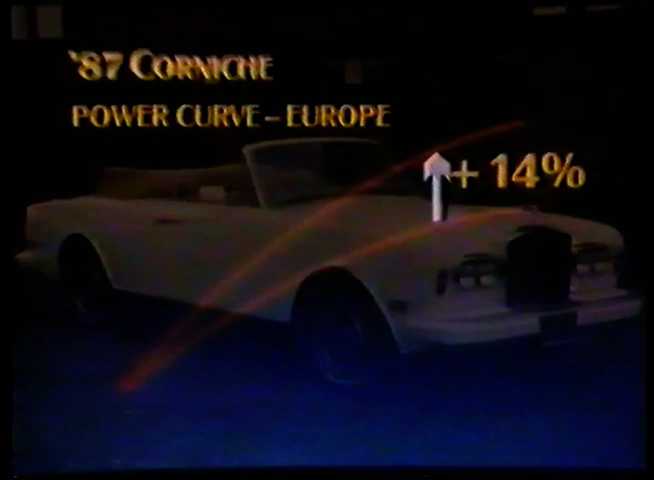 '87 CORNICHE
POWER CURVE – EUROPE
+ 14%